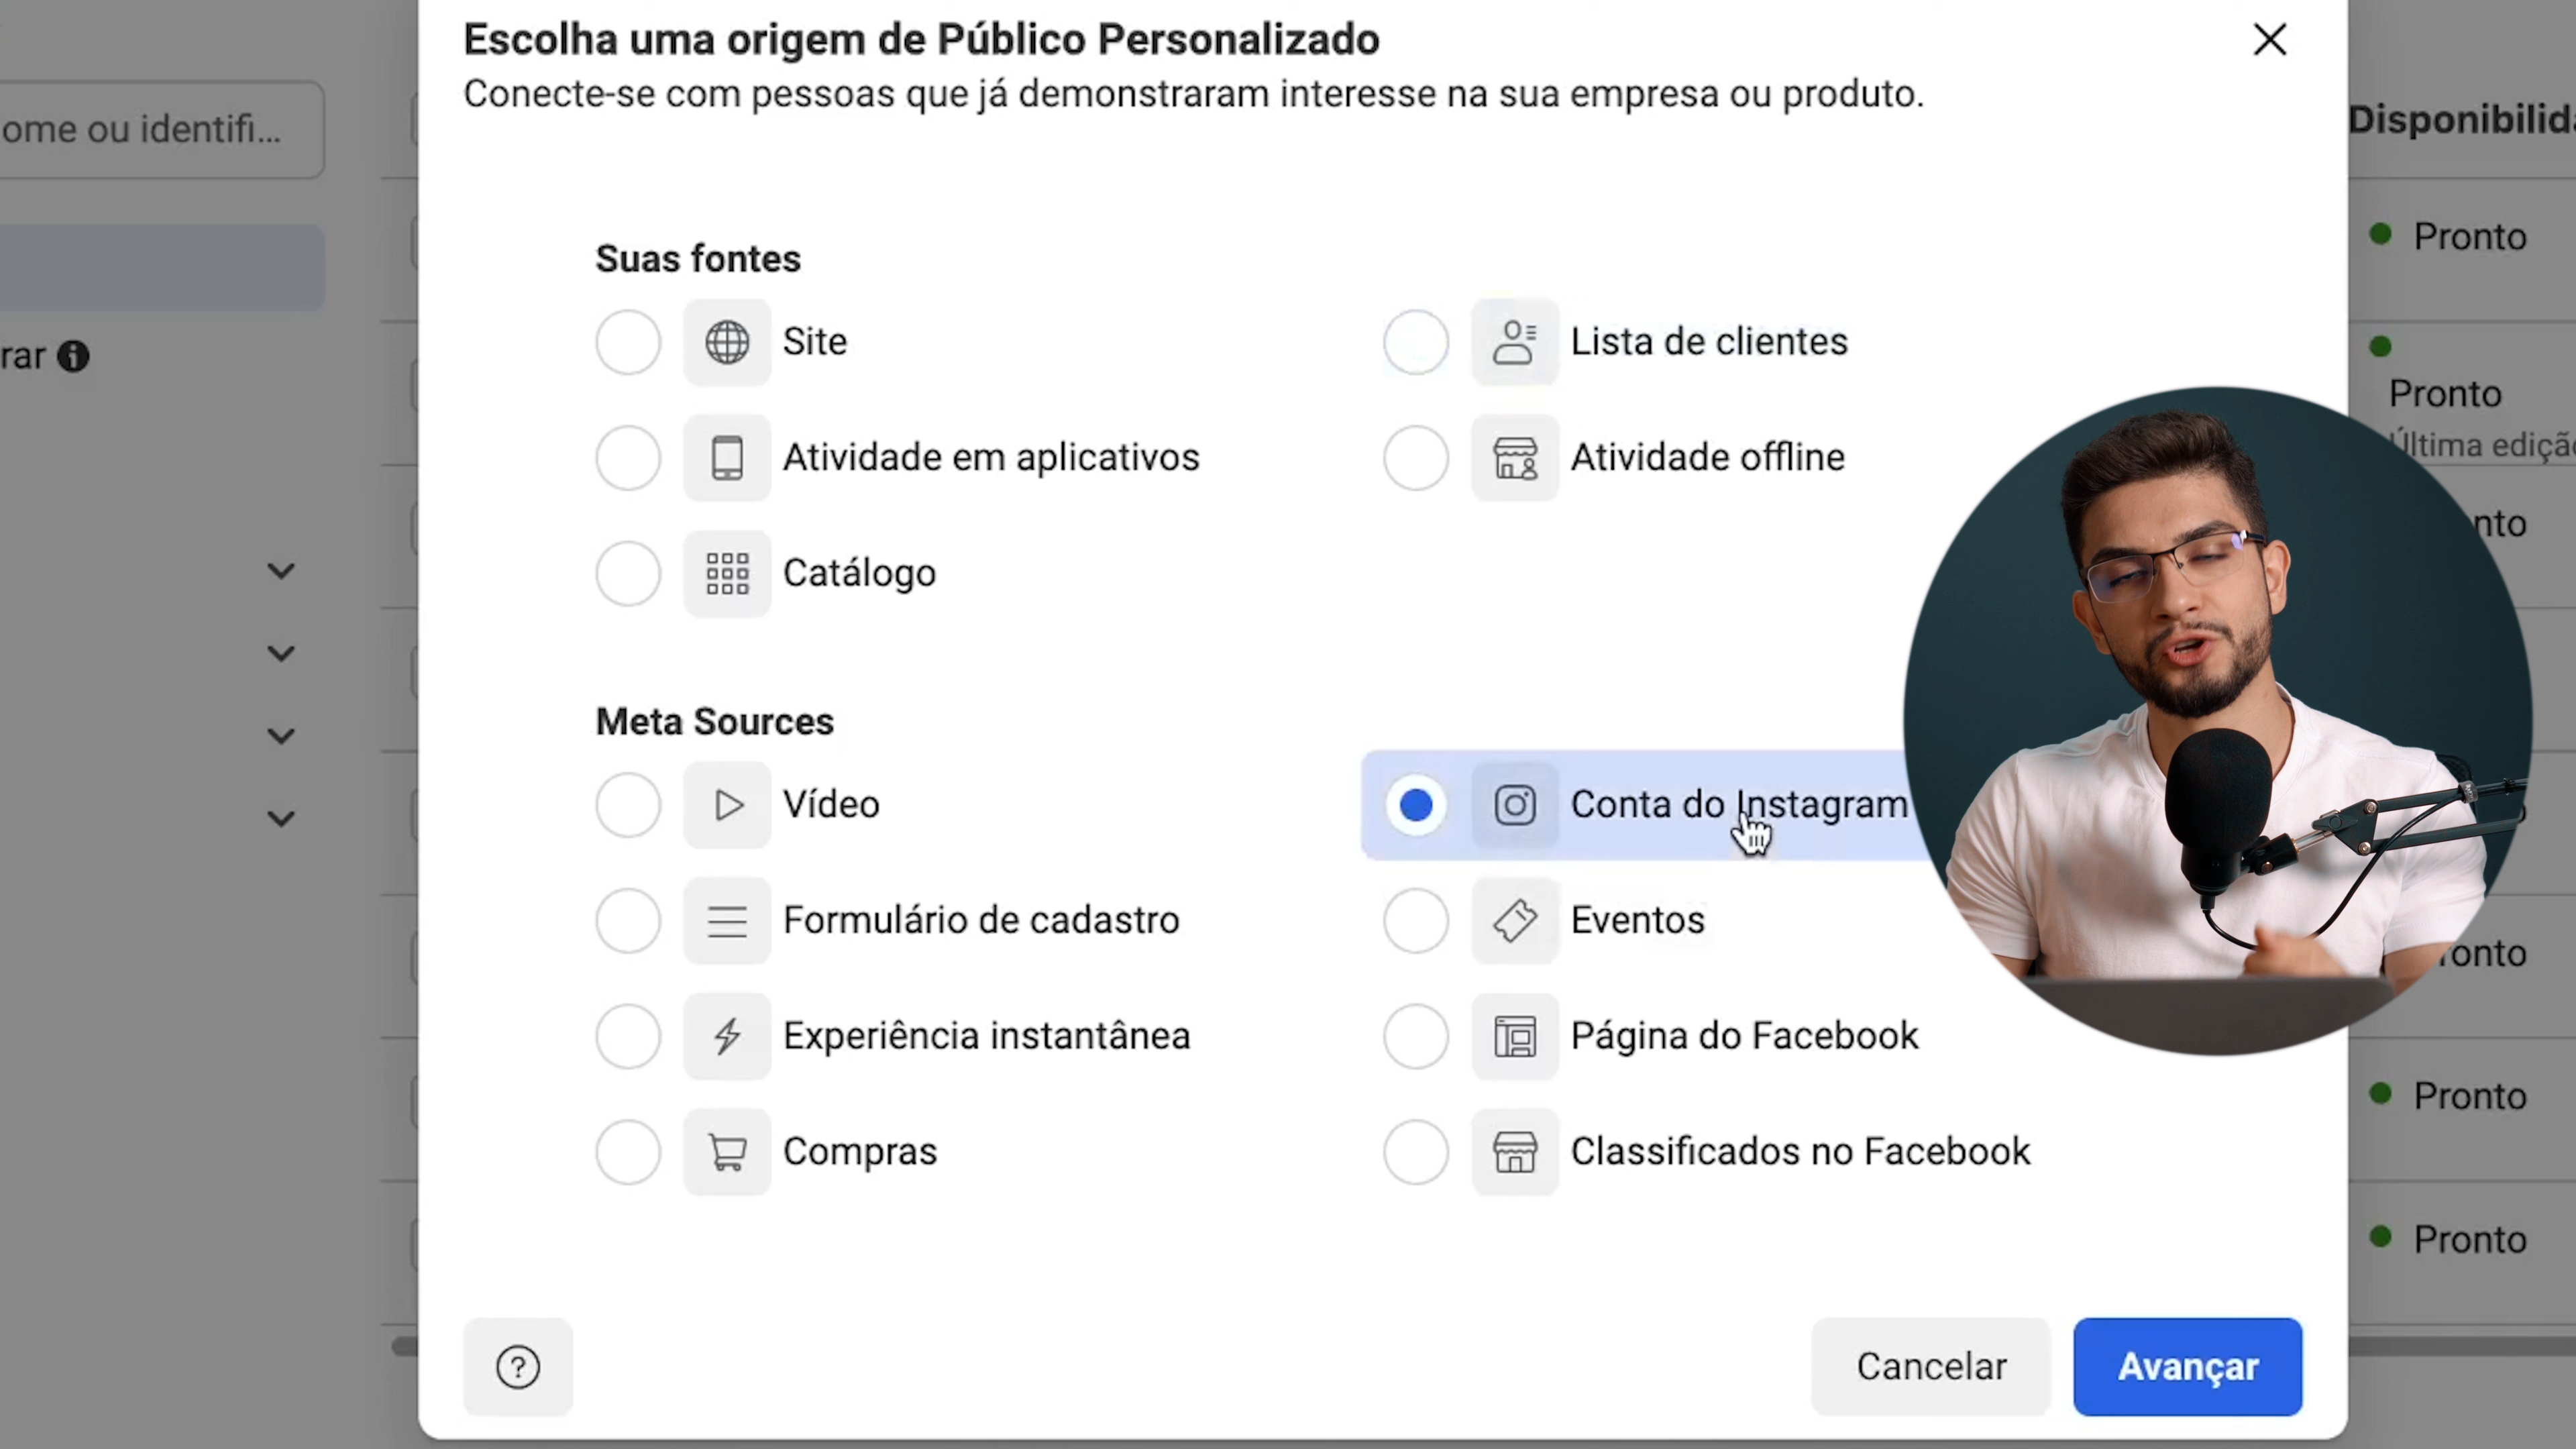 Escolha uma origem de Público Personalizado
Conecte-se com pessoas que já demonstraram interesse na sua empresa ou produto.
ome ou identifi...
rar
Suas fontes
Site
Lista de clientes
Atividade em aplicativos
Atividade offline
Catálogo
Meta Sources
Vídeo
Conta do Instagram
Formulário de cadastro
Eventos
Experiência instantânea
Página do Facebook
Compras
Classificados no Facebook
?
Cancelar
Avançar
Disponibilida
Pronto
Pronto
Última ediçã
nto
onto
Pronto
Pronto